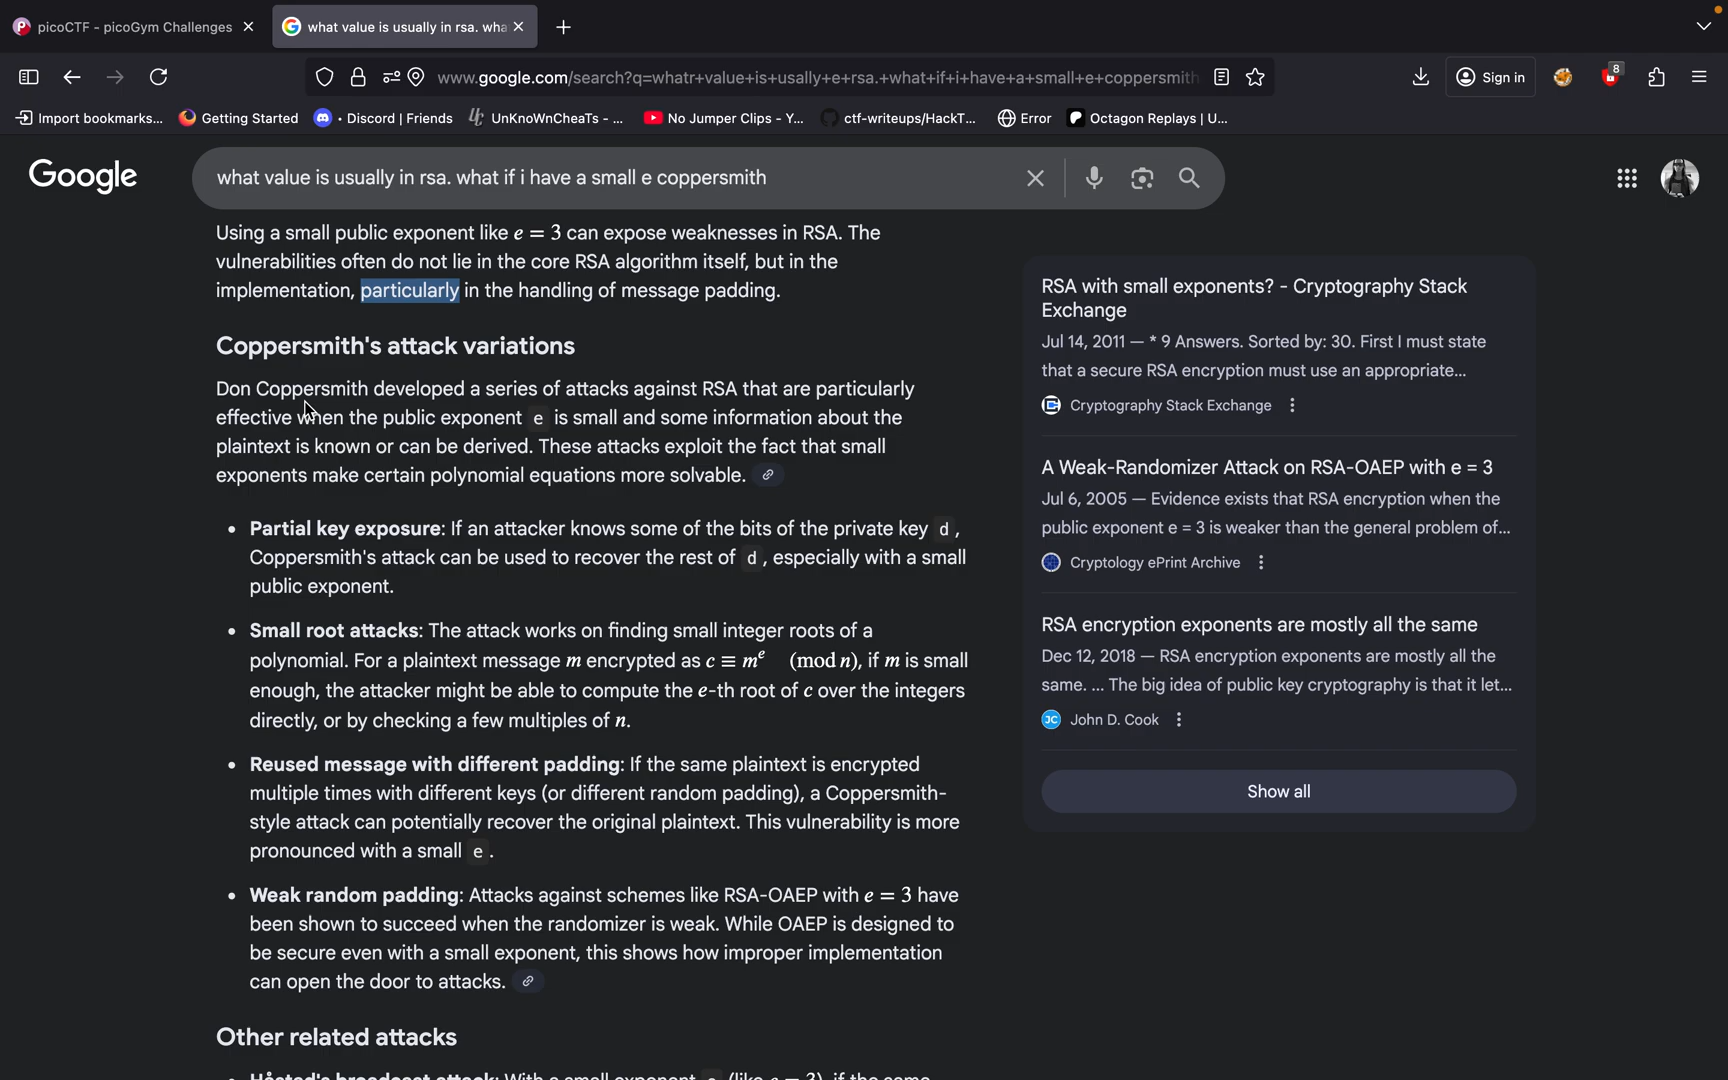 picoCTF - picoGym Challenges
what value is usually in rsa. wha
www.google.com/search?q=whatr+value+is+usally+e+rsa.+what+if+i+have+a+small+e+coppersmith
Sign in
8
Import bookmarks...
Getting Started
• Discord | Friends
UnKnoWnCheaTs - ...
No Jumper Clips - Y...
ctf-writeups/HackT...
Error
Octagon Replays | U...
Google
what value is usually in rsa. what if i have a small e coppersmith
Using a small public exponent like e = 3 can expose weaknesses in RSA. The
vulnerabilities often do not lie in the core RSA algorithm itself, but in the
implementation, particularly in the handling of message padding.
Coppersmith's attack variations
Don Coppersmith developed a series of attacks against RSA that are particularly
effective when the public exponent e is small and some information about the
plaintext is known or can be derived. These attacks exploit the fact that small
exponents make certain polynomial equations more solvable.
• Partial key exposure: If an attacker knows some of the bits of the private key d,
Coppersmith's attack can be used to recover the rest of d, especially with a small
public exponent.
• Small root attacks: The attack works on finding small integer roots of a
polynomial. For a plaintext message m encrypted as c ≡ mᵉ (mod n), if m is small
enough, the attacker might be able to compute the e-th root of c over the integers
directly, or by checking a few multiples of n.
• Reused message with different padding: If the same plaintext is encrypted
multiple times with different keys (or different random padding), a Coppersmith-
style attack can potentially recover the original plaintext. This vulnerability is more
pronounced with a small e.
• Weak random padding: Attacks against schemes like RSA-OAEP with e = 3 have
been shown to succeed when the randomizer is weak. While OAEP is designed to
be secure even with a small exponent, this shows how improper implementation
can open the door to attacks.
Other related attacks
• Håstad's broadcast attack: With a small exponent e (like e = 3), if the same
RSA with small exponents? - Cryptography Stack
Exchange
Jul 14, 2011 — * 9 Answers. Sorted by: 30. First I must state
that a secure RSA encryption must use an appropriate...
Cryptography Stack Exchange
A Weak-Randomizer Attack on RSA-OAEP with e = 3
Jul 6, 2005 — Evidence exists that RSA encryption when the
public exponent e = 3 is weaker than the general problem of...
Cryptology ePrint Archive
RSA encryption exponents are mostly all the same
Dec 12, 2018 — RSA encryption exponents are mostly all the
same. ... The big idea of public key cryptography is that it let...
JC
John D. Cook
Show all